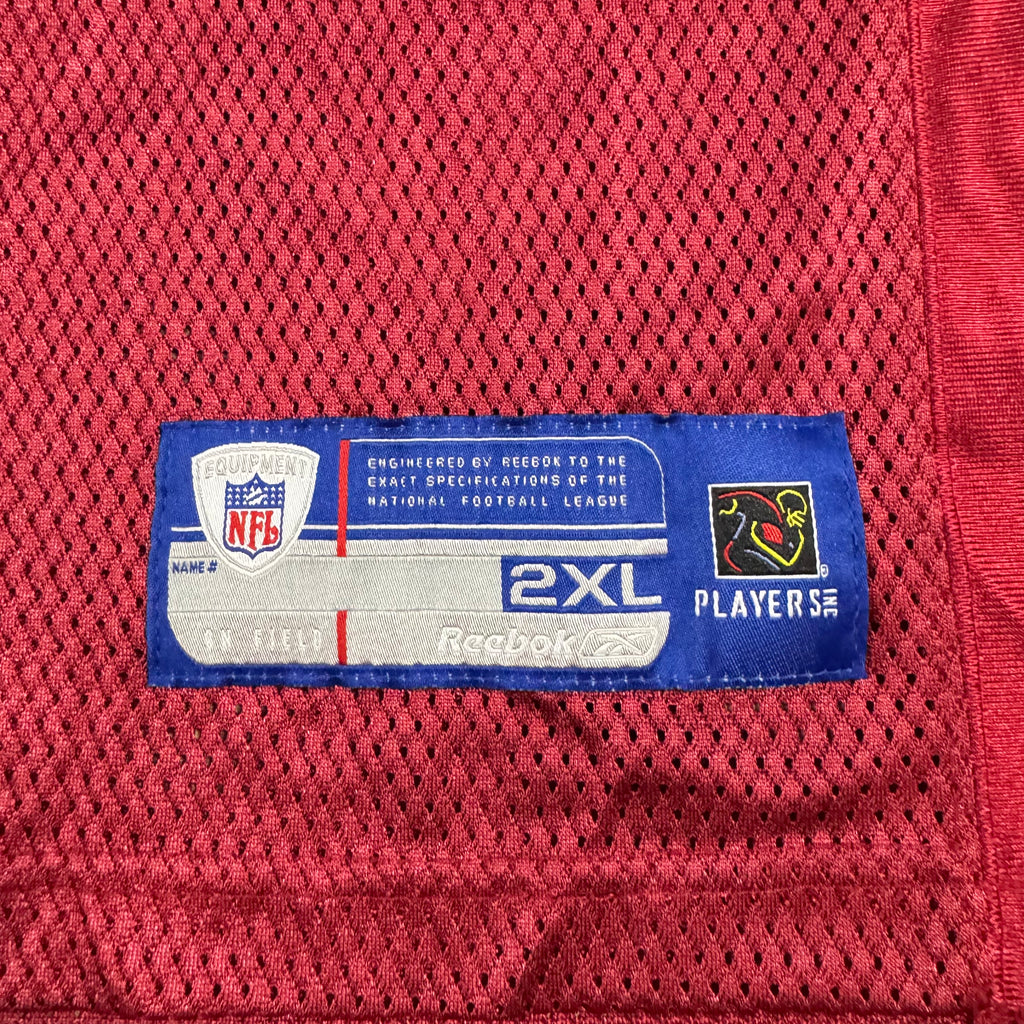 EQUIPMENT
NFL
ENGINEERED BY REEBOK TO THE
EXACT SPECIFICATIONS OF THE
NATIONAL FOOTBALL LEAGUE
NAME #
2XL
ON FIELD
Reebok
PLAYERS INC
®